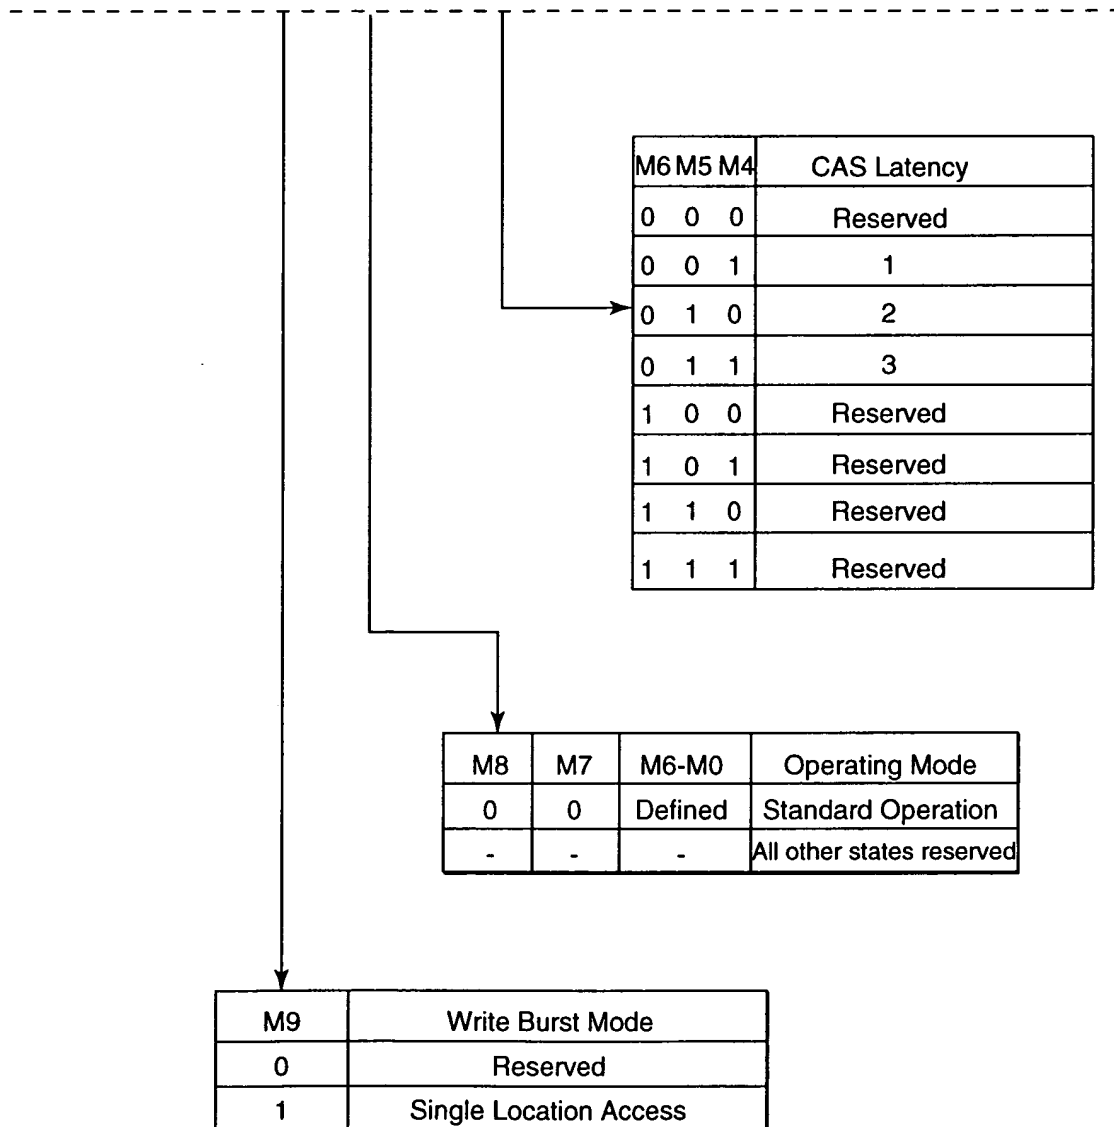 M6 M5 M4 CAS Latency
0 0 0 Reserved
0 0 1 1
0 1 0 2
0 1 1 3
1 0 0 Reserved
1 0 1 Reserved
1 1 0 Reserved
1 1 1 Reserved
M8 M7 M6-M0 Operating Mode
0 0 Defined Standard Operation
- - - All other states reserved
M9 Write Burst Mode
0 Reserved
1 Single Location Access